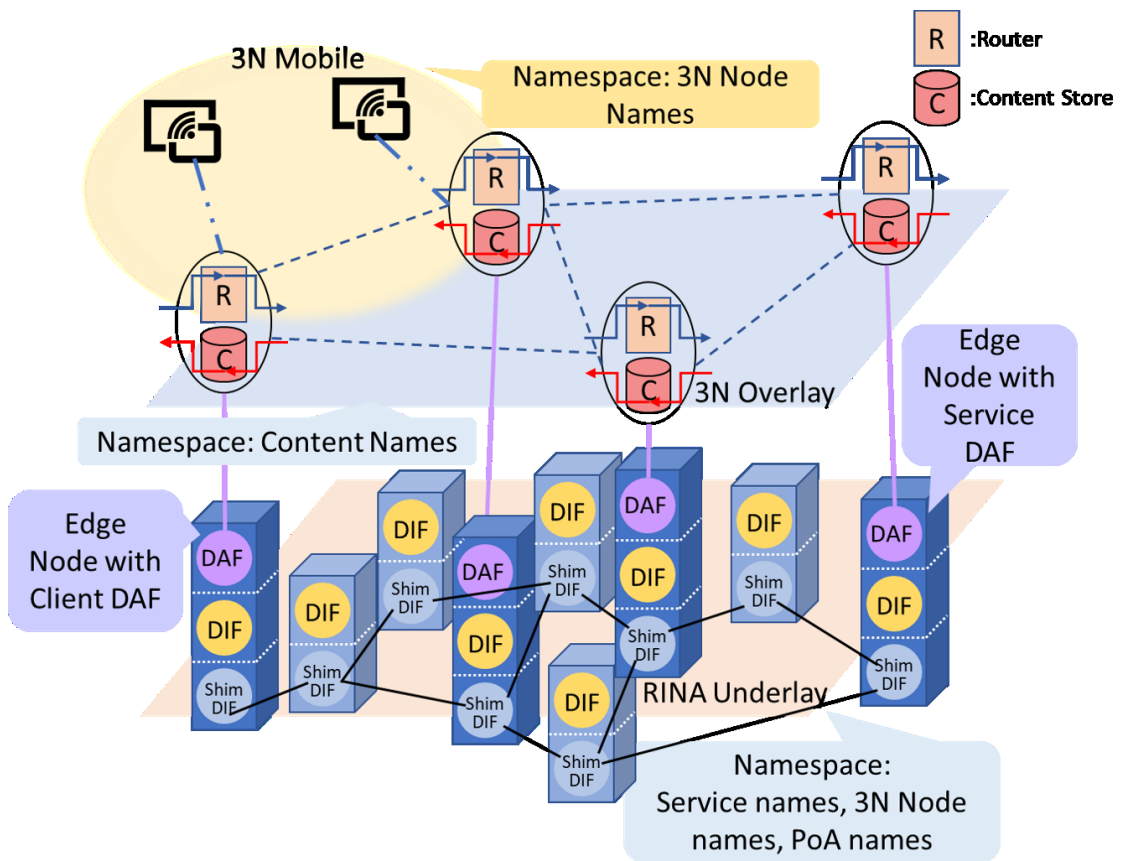 3N Mobile
Namespace: 3N Node
Names
R
:Router
C
:Content Store
R
C
R
C
R
C
R
C
3N Overlay
Namespace: Content Names
Edge
Node with
Service
DAF
Edge
Node with
Client DAF
DAF
DIF
Shim
DIF
DIF
Shim
DIF
DIF
Shim
DIF
DAF
DIF
Shim
DIF
DIF
Shim
DIF
DIF
Shim
DIF
DAF
DIF
Shim
DIF
DIF
Shim
DIF
DAF
DIF
Shim
DIF
RINA Underlay
Namespace:
Service names, 3N Node
names, PoA names